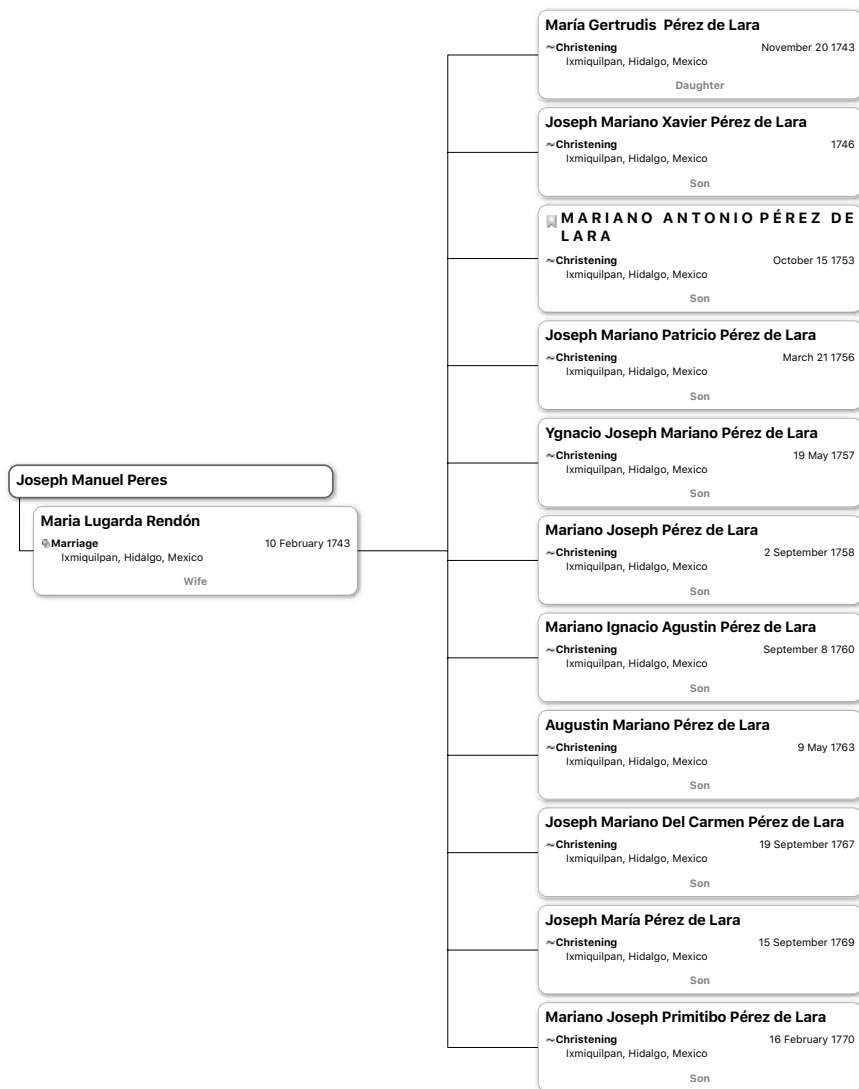 Joseph Manuel Peres
Maria Lugarda Rendón
Marriage 10 February 1743
Ixmiquilpan, Hidalgo, Mexico
Wife
María Gertrudis Pérez de Lara
~Christening November 20 1743
Ixmiquilpan, Hidalgo, Mexico
Daughter
Joseph Mariano Xavier Pérez de Lara
~Christening 1746
Ixmiquilpan, Hidalgo, Mexico
Son
MARIANO ANTONIO PÉREZ DE
LARA
~Christening October 15 1753
Ixmiquilpan, Hidalgo, Mexico
Son
Joseph Mariano Patricio Pérez de Lara
~Christening March 21 1756
Ixmiquilpan, Hidalgo, Mexico
Son
Ygnacio Joseph Mariano Pérez de Lara
~Christening 19 May 1757
Ixmiquilpan, Hidalgo, Mexico
Son
Mariano Joseph Pérez de Lara
~Christening 2 September 1758
Ixmiquilpan, Hidalgo, Mexico
Son
Mariano Ignacio Agustin Pérez de Lara
~Christening September 8 1760
Ixmiquilpan, Hidalgo, Mexico
Son
Augustin Mariano Pérez de Lara
~Christening 9 May 1763
Ixmiquilpan, Hidalgo, Mexico
Son
Joseph Mariano Del Carmen Pérez de Lara
~Christening 19 September 1767
Ixmiquilpan, Hidalgo, Mexico
Son
Joseph María Pérez de Lara
~Christening 15 September 1769
Ixmiquilpan, Hidalgo, Mexico
Son
Mariano Joseph Primitibo Pérez de Lara
~Christening 16 February 1770
Ixmiquilpan, Hidalgo, Mexico
Son